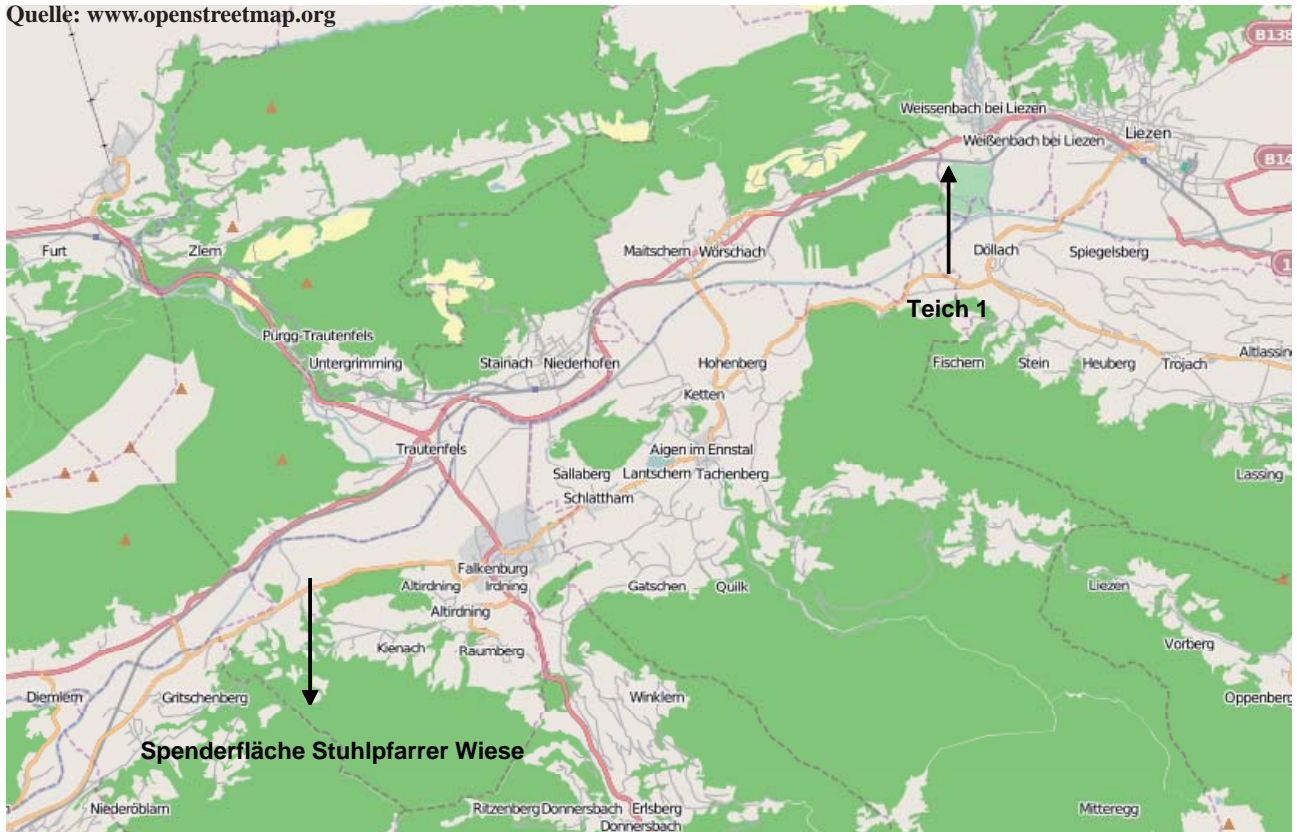 Quelle: www.openstreetmap.org
B138
Weissenbach bei Liezen
Liezen
Weißenbach bei Liezen
B14
Furt
Zlem
Maitschern
Wörschach
Döllach
Spiegelsberg
1
Teich 1
Pürgg-Trautenfels
Untergrimming
Stainach
Niederhofen
Hohenberg
Fischern
Stein
Heuberg
Trojach
Altlassing
Ketten
Trautenfels
Aigen im Ennstal
Sallaberg
Lantschern
Tachenberg
Lassing
Schlattham
Falkenburg
Altirdning
Irdning
Gatschen
Quilk
Liezen
Altirdning
Kienach
Raumberg
Vorberg
Diemlern
Gritschenberg
Winklern
Oppenberg
Spenderfläche Stuhlpfarrer Wiese
Niederöblarn
Ritzenberg
Donnersbach
Erlsberg
Mitteregg
Donnersbach